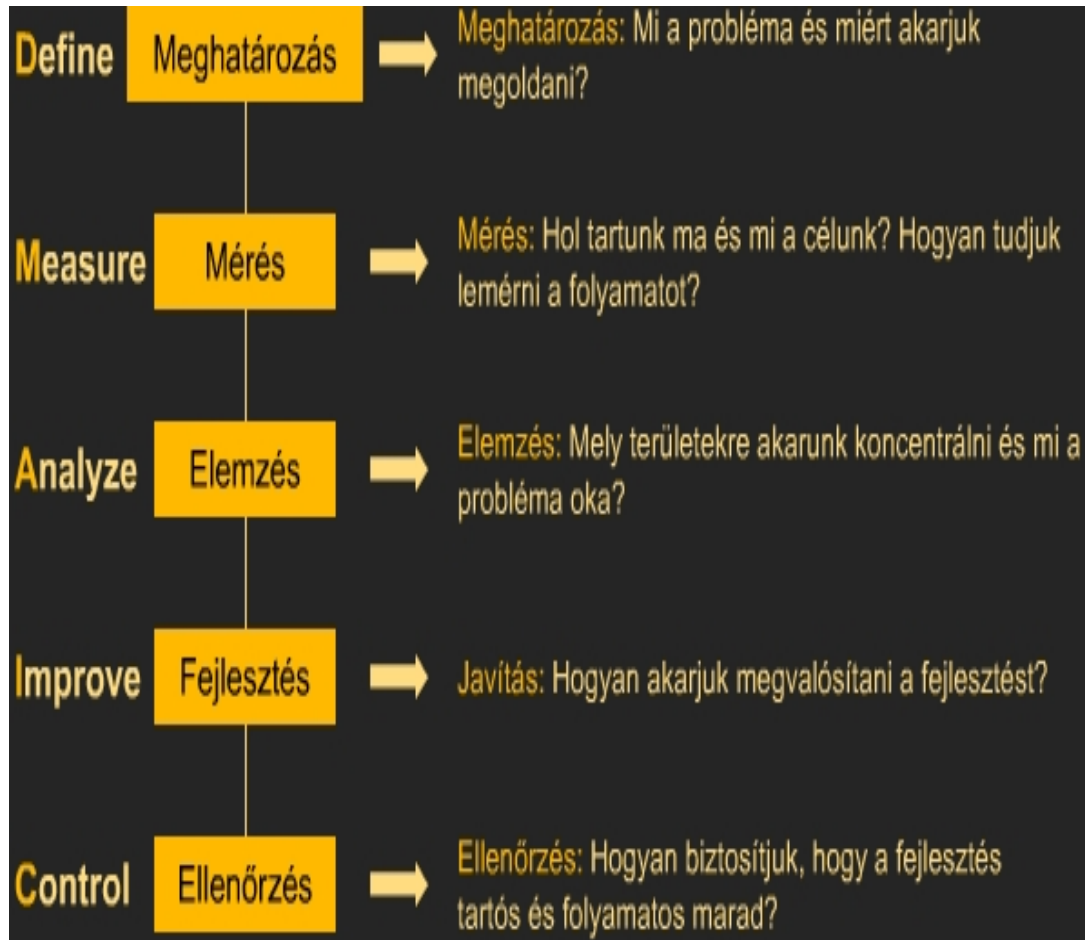 Define
Meghatározás
Meghatározás: Mi a probléma és miért akarjuk
megoldani?
Measure
Mérés
Mérés: Hol tartunk ma és mi a célunk? Hogyan tudjuk
lemérni a folyamatot?
Analyze
Elemzés
Elemzés: Mely területekre akarunk koncentrálni és mi a
probléma oka?
Improve
Fejlesztés
Javítás: Hogyan akarjuk megvalósítani a fejlesztést?
Control
Ellenőrzés
Ellenőrzés: Hogyan biztosítjuk, hogy a fejlesztés
tartós és folyamatos marad?